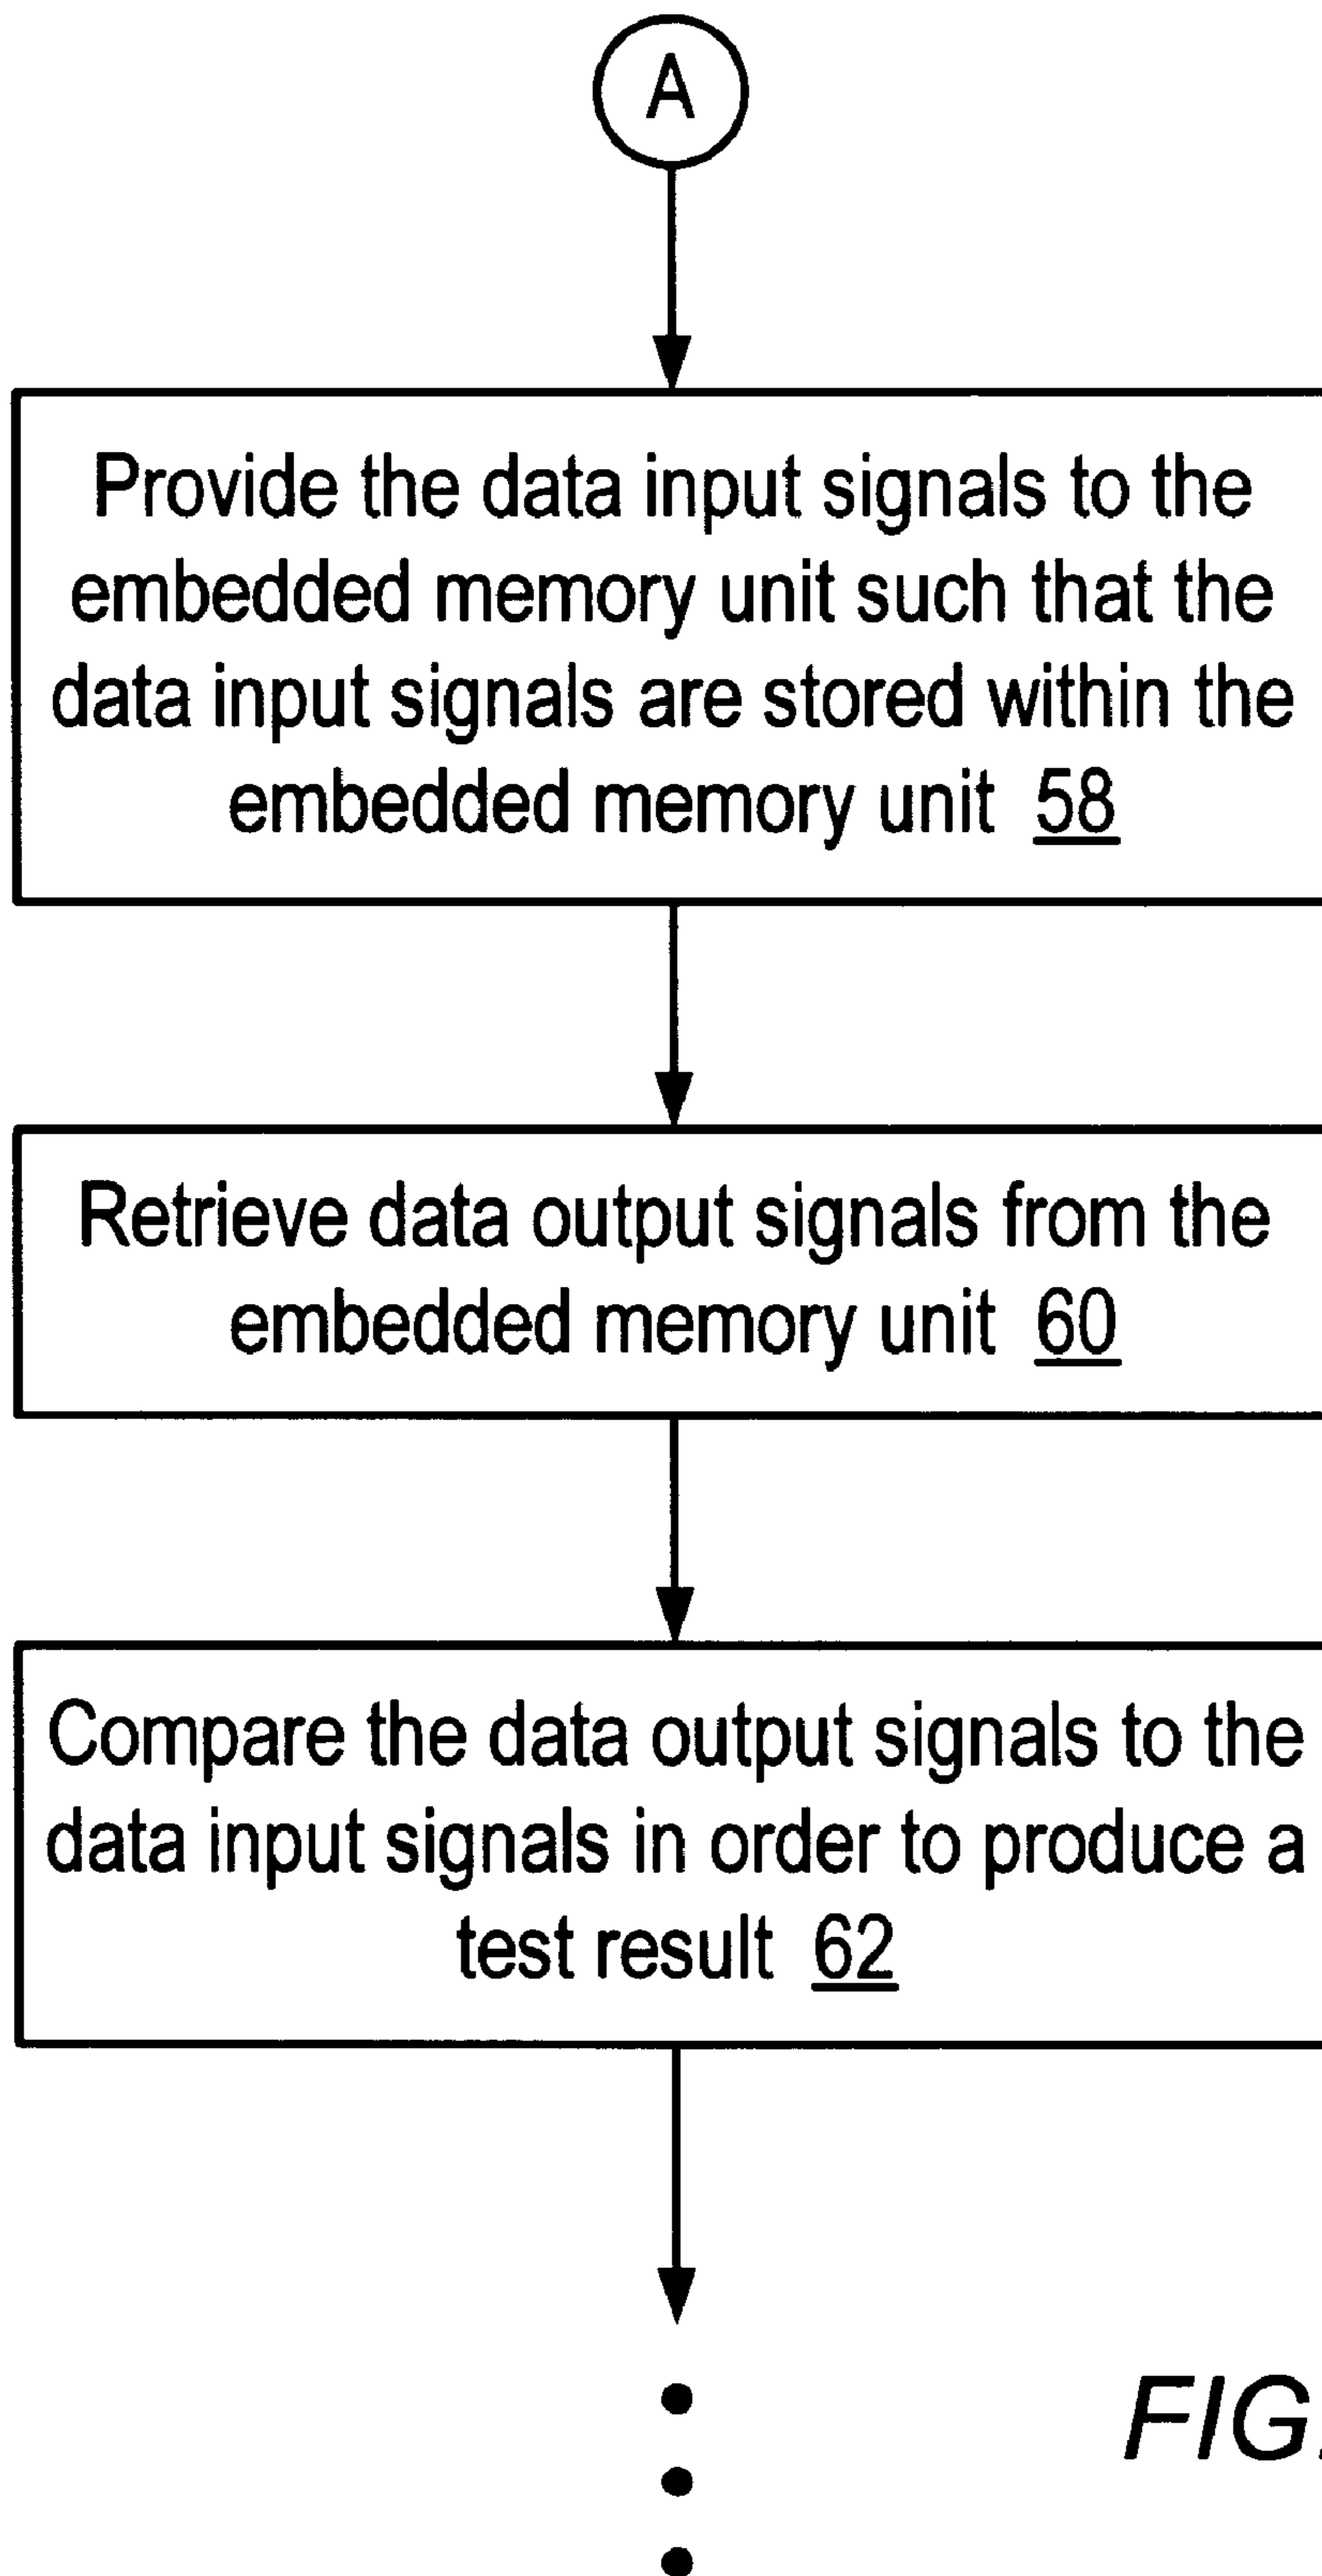 A
Provide the data input signals to the
embedded memory unit such that the
data input signals are stored within the
embedded memory unit 58
Retrieve data output signals from the
embedded memory unit 60
Compare the data output signals to the
data input signals in order to produce a
test result 62
FIG.